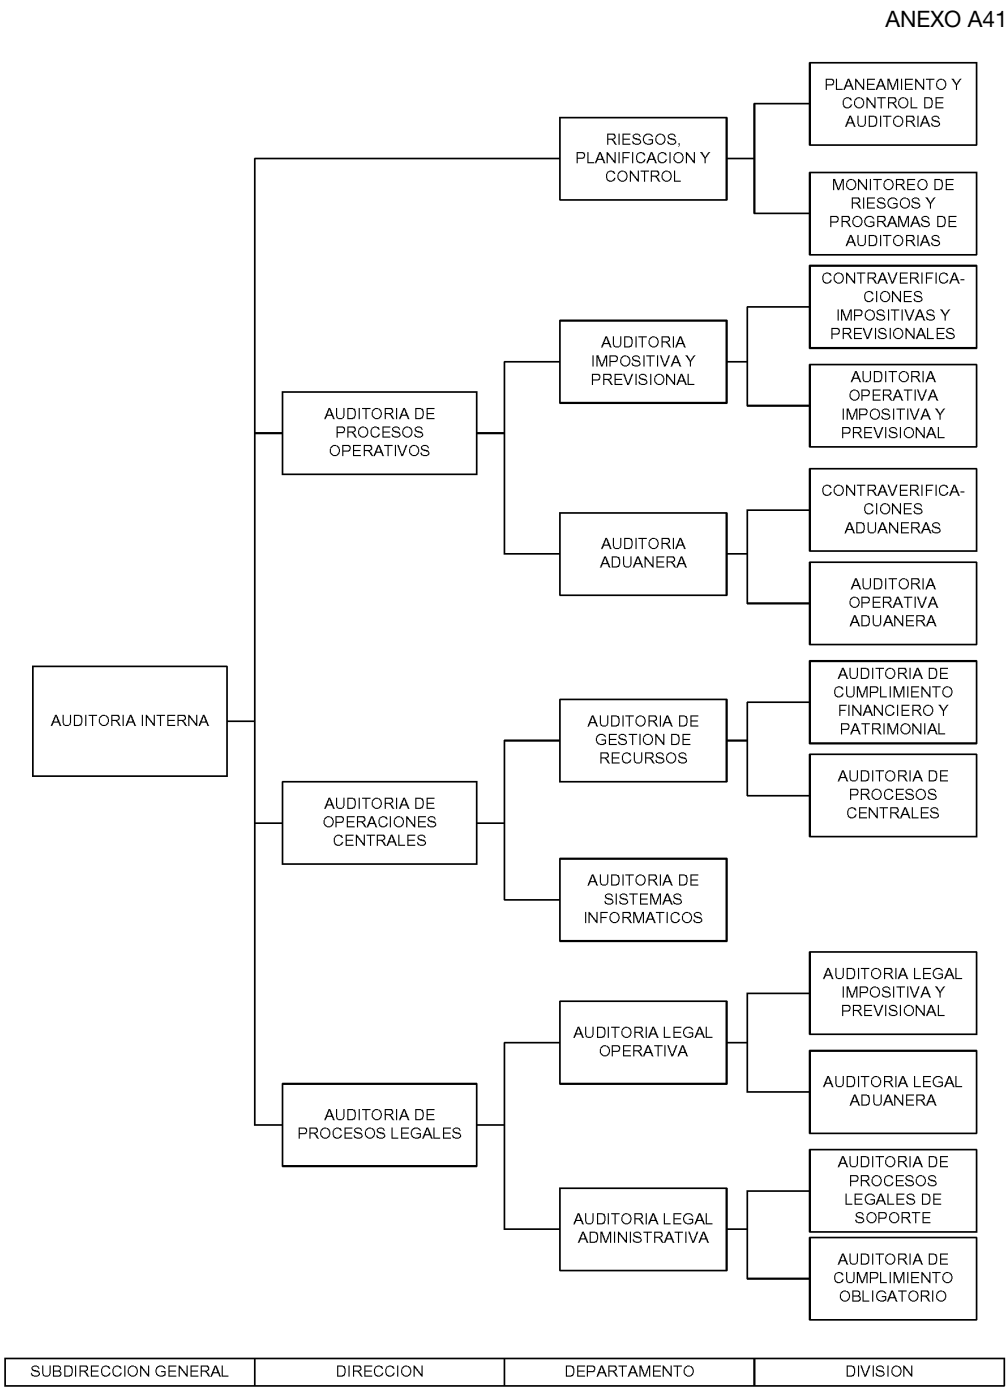 ANEXO A41
PLANEAMIENTO Y
CONTROL DE
AUDITORIAS
RIESGOS,
PLANIFICACION Y
CONTROL
MONITOREO DE
RIESGOS Y
PROGRAMAS DE
AUDITORIAS
CONTRAVERIFICA-
CIONES
IMPOSITIVAS Y
PREVISIONALES
AUDITORIA
IMPOSITIVA Y
PREVISIONAL
AUDITORIA
OPERATIVA
IMPOSITIVA Y
PREVISIONAL
AUDITORIA DE
PROCESOS
OPERATIVOS
CONTRAVERIFICA-
CIONES
ADUANERAS
AUDITORIA
ADUANERA
AUDITORIA
OPERATIVA
ADUANERA
AUDITORIA INTERNA
AUDITORIA DE
CUMPLIMIENTO
FINANCIERO Y
PATRIMONIAL
AUDITORIA DE
GESTION DE
RECURSOS
AUDITORIA DE
PROCESOS
CENTRALES
AUDITORIA DE
OPERACIONES
CENTRALES
AUDITORIA DE
SISTEMAS
INFORMATICOS
AUDITORIA LEGAL
IMPOSITIVA Y
PREVISIONAL
AUDITORIA LEGAL
OPERATIVA
AUDITORIA LEGAL
ADUANERA
AUDITORIA DE
PROCESOS LEGALES
AUDITORIA DE
PROCESOS
LEGALES DE
SOPORTE
AUDITORIA LEGAL
ADMINISTRATIVA
AUDITORIA DE
CUMPLIMIENTO
OBLIGATORIO
SUBDIRECCION GENERAL
DIRECCION
DEPARTAMENTO
DIVISION